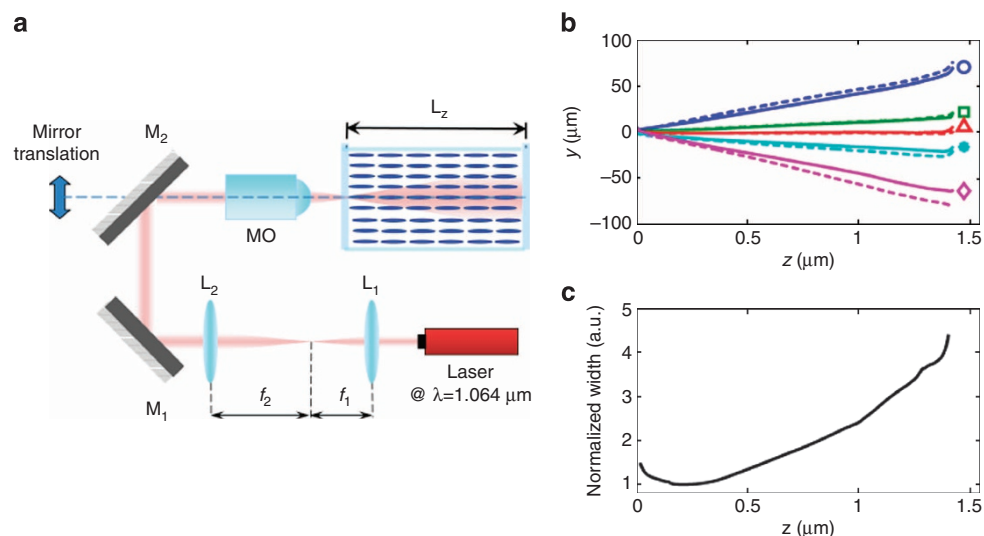 a
Mirror
translation
M2
MO
Lz
L2
L1
M1
f2
f1
Laser
@ λ=1.064 μm
b
100
50
0
−50
−100
y (μm)
0
0.5
1
1.5
z (μm)
c
5
4
3
2
1
Normalized width (a.u.)
0
0.5
1
1.5
z (μm)